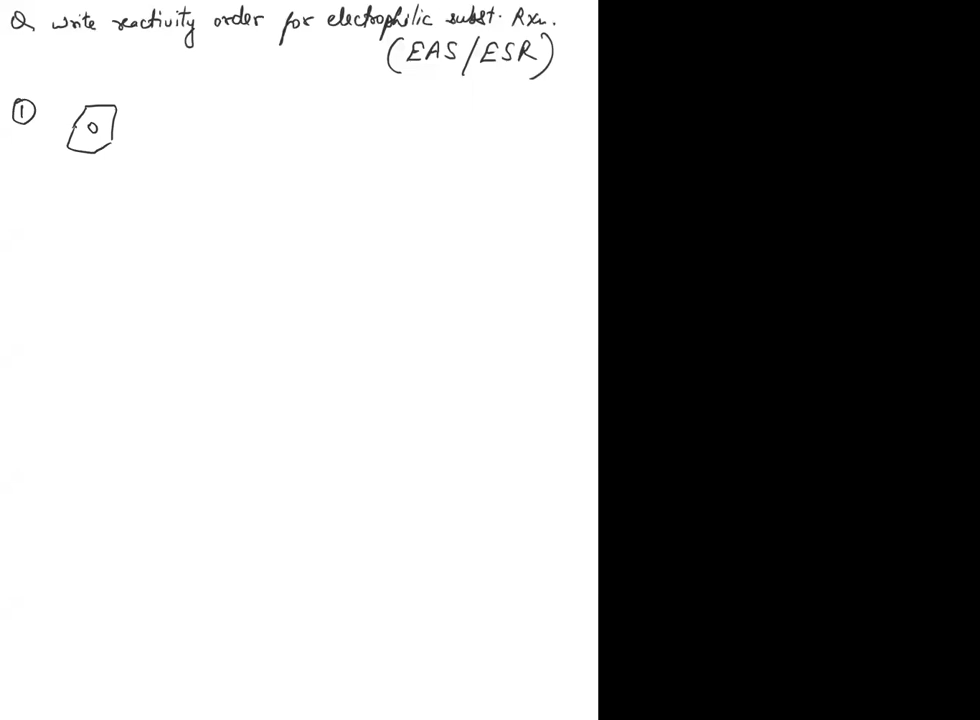 Q write reactivity order for electrophilic subst. Rxn.
(EAS/ESR)
①